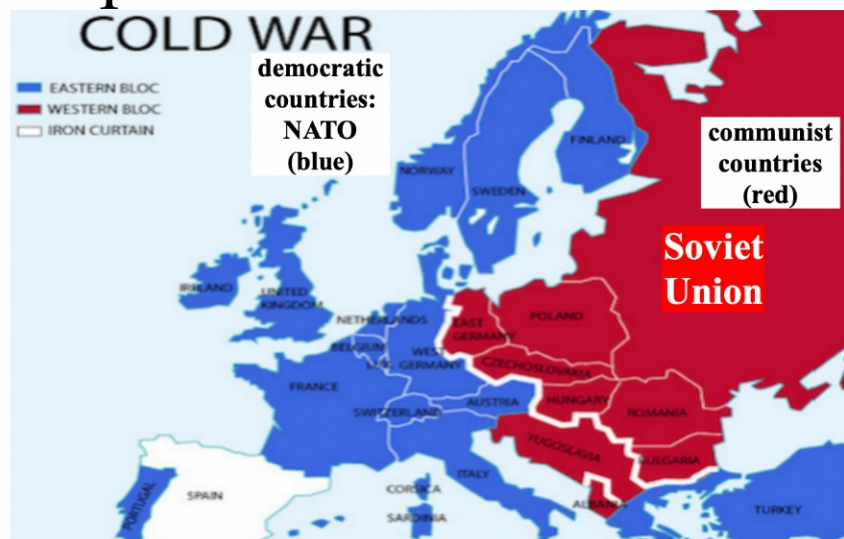 COLD WAR
EASTERN BLOC
WESTERN BLOC
IRON CURTAIN
democratic
countries:
NATO
(blue)
communist
countries
(red)
Soviet
Union
FINLAND
NORWAY
SWEDEN
IRELAND
UNITED
KINGDOM
NETHERLANDS
BELGIUM
LUX.
EAST
GERMANY
POLAND
WEST
GERMANY
CZECHOSLOVAKIA
FRANCE
SWITZERLAND
AUSTRIA
HUNGARY
ROMANIA
YUGOSLAVIA
BULGARIA
ITALY
CORSICA
SARDINIA
PORTUGAL
SPAIN
ALBANIA
TURKEY